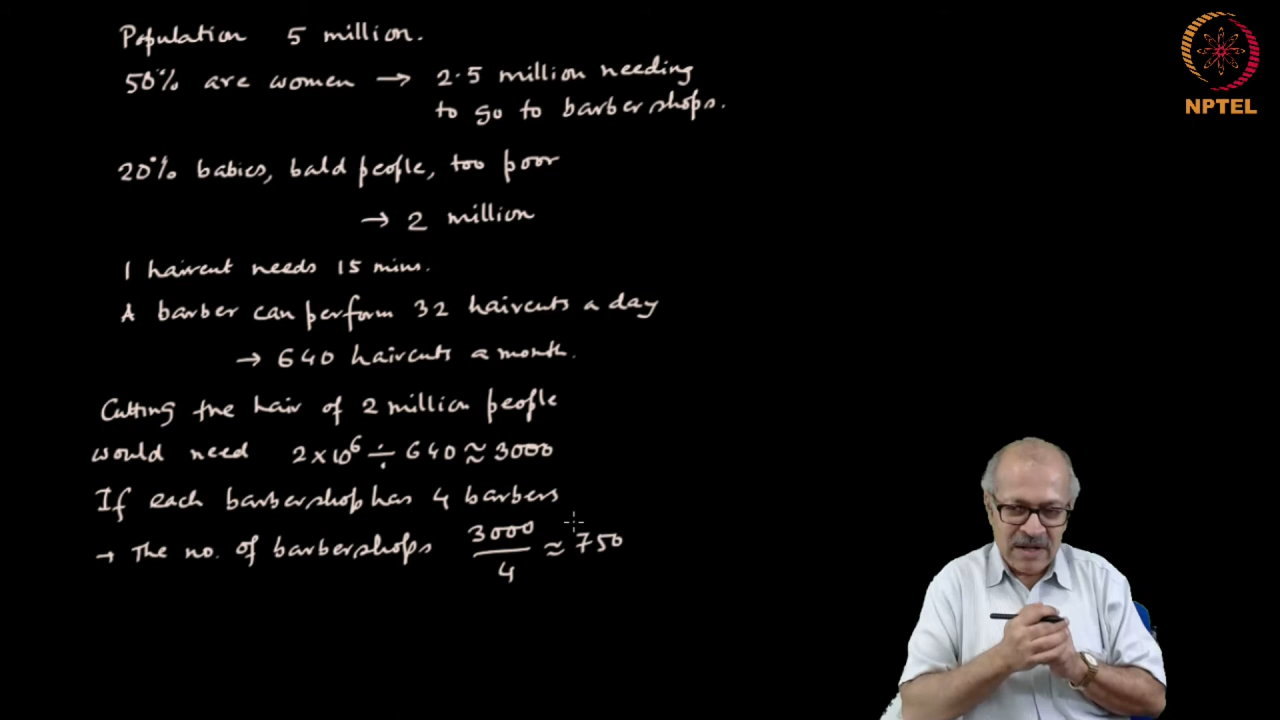 Population 5 million.
50% are women → 2.5 million needing
to go to barbershops.
20% babies, bald people, too poor
→ 2 million
1 haircut needs 15 mins.
A barber can perform 32 haircuts a day
→ 640 haircuts a month.
Cutting the hair of 2 million people
would need 2×10⁶ ÷ 640 ≈ 3000
If each barbershop has 4 barbers
→ The no. of barbershops 3000/4 ≈ 750
NPTEL